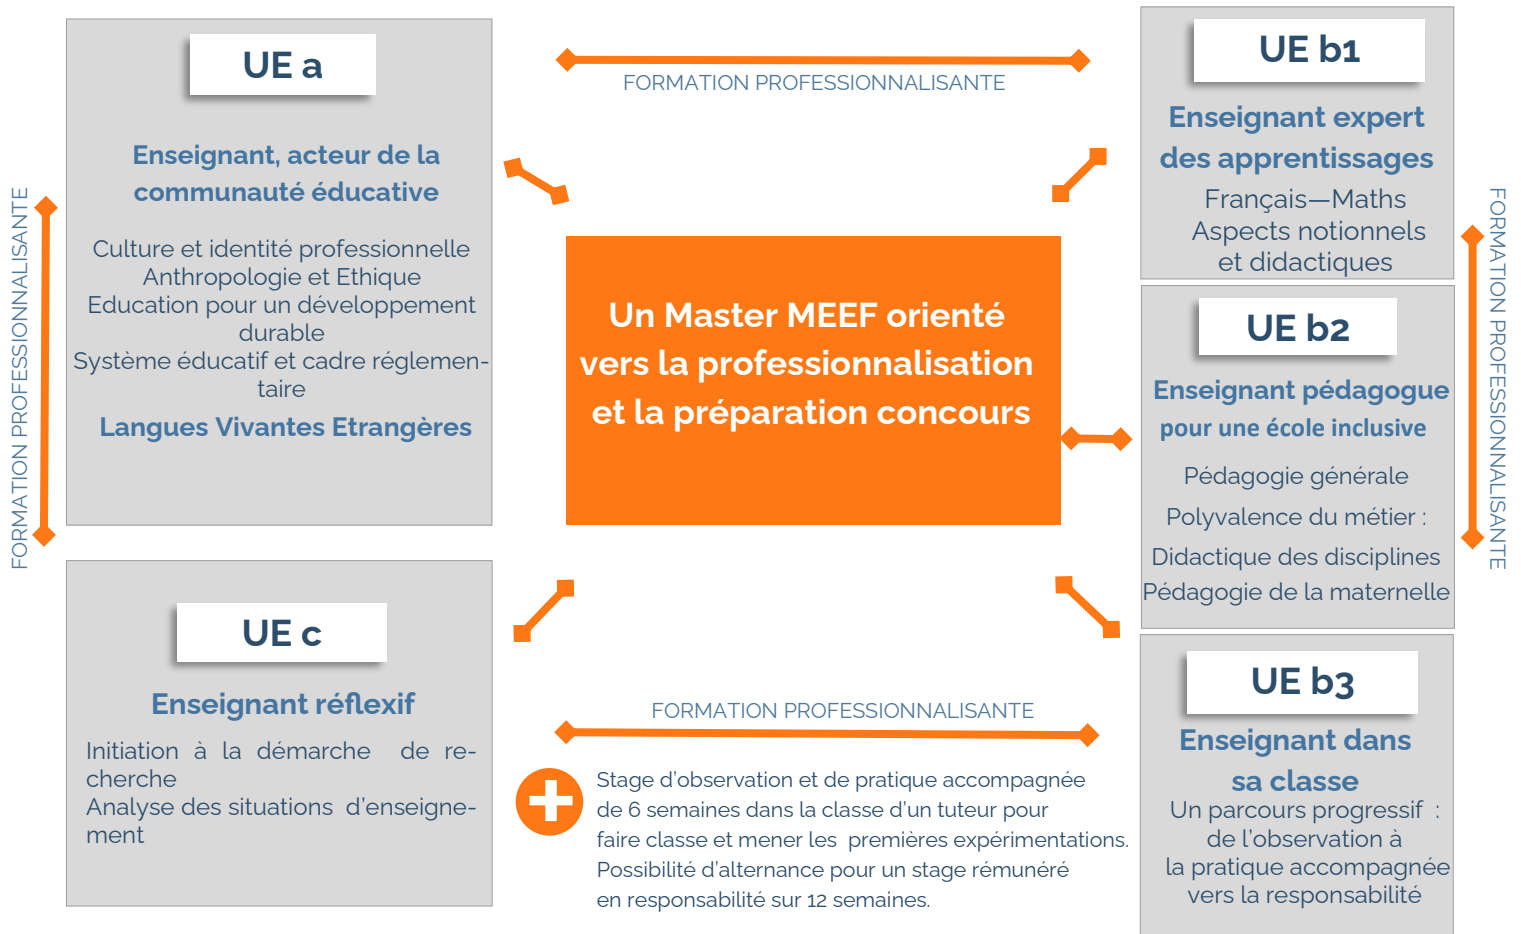 UE a
Enseignant, acteur de la
communauté éducative
Culture et identité professionnelle
Anthropologie et Ethique
Education pour un développement
durable
Système éducatif et cadre réglemen-
taire
Langues Vivantes Etrangères
FORMATION PROFESSIONNALISANTE
UE c
Enseignant réflexif
Initiation à la démarche de re-
cherche
Analyse des situations d’enseigne-
ment
FORMATION PROFESSIONNALISANTE
Un Master MEEF orienté
vers la professionnalisation
et la préparation concours
FORMATION PROFESSIONNALISANTE
Stage d’observation et de pratique accompagnée
de 6 semaines dans la classe d’un tuteur pour
faire classe et mener les premières expérimentations.
Possibilité d’alternance pour un stage rémunéré
en responsabilité sur 12 semaines.
UE b1
Enseignant expert
des apprentissages
Français—Maths
Aspects notionnels
et didactiques
UE b2
Enseignant pédagogue
pour une école inclusive
Pédagogie générale
Polyvalence du métier :
Didactique des disciplines
Pédagogie de la maternelle
FORMATION PROFESSIONNALISANTE
UE b3
Enseignant dans
sa classe
Un parcours progressif :
de l’observation à
la pratique accompagnée
vers la responsabilité